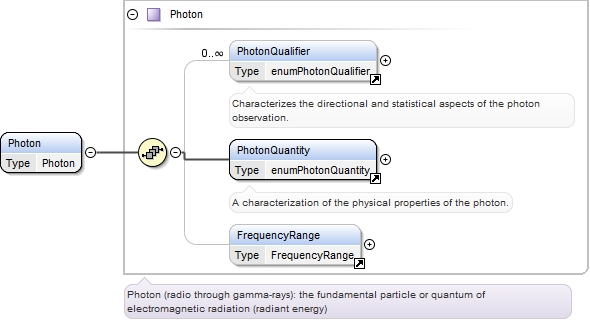 Photon
0..∞
PhotonQualifier
Type enumPhotonQualifier
Characterizes the directional and statistical aspects of the photon
observation.
Photon
Type Photon
PhotonQuantity
Type enumPhotonQuantity
A characterization of the physical properties of the photon.
FrequencyRange
Type FrequencyRange
Photon (radio through gamma-rays): the fundamental particle or quantum of
electromagnetic radiation (radiant energy)